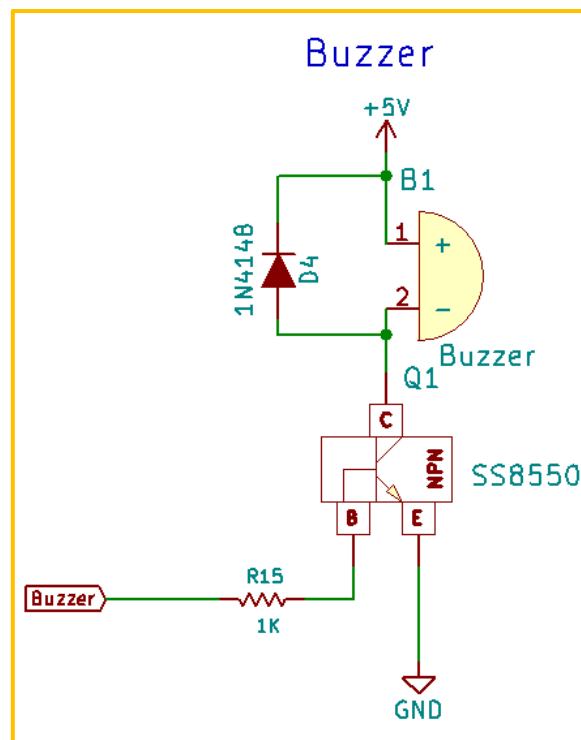 Buzzer
+5V
B1
1
+
1N4148
D4
2
-
Buzzer
Q1
C
NPN
SS8550
B
E
R15
Buzzer
1K
GND